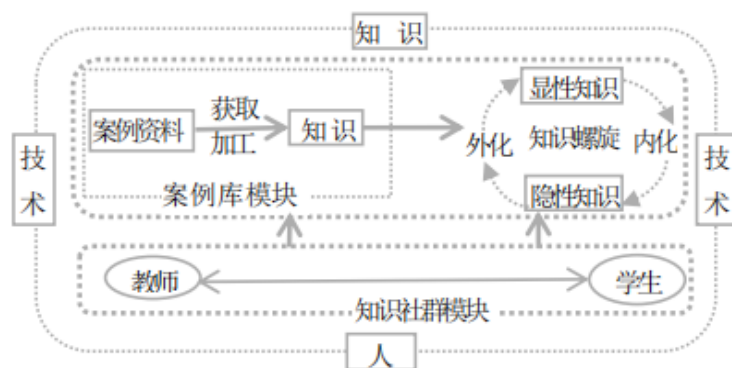 知 识
显性知识
获取
案例资料
知 识
加工
外化
知识螺旋
内化
技
术
技
术
案例库模块
隐性知识
教师
学生
知识社群模块
人